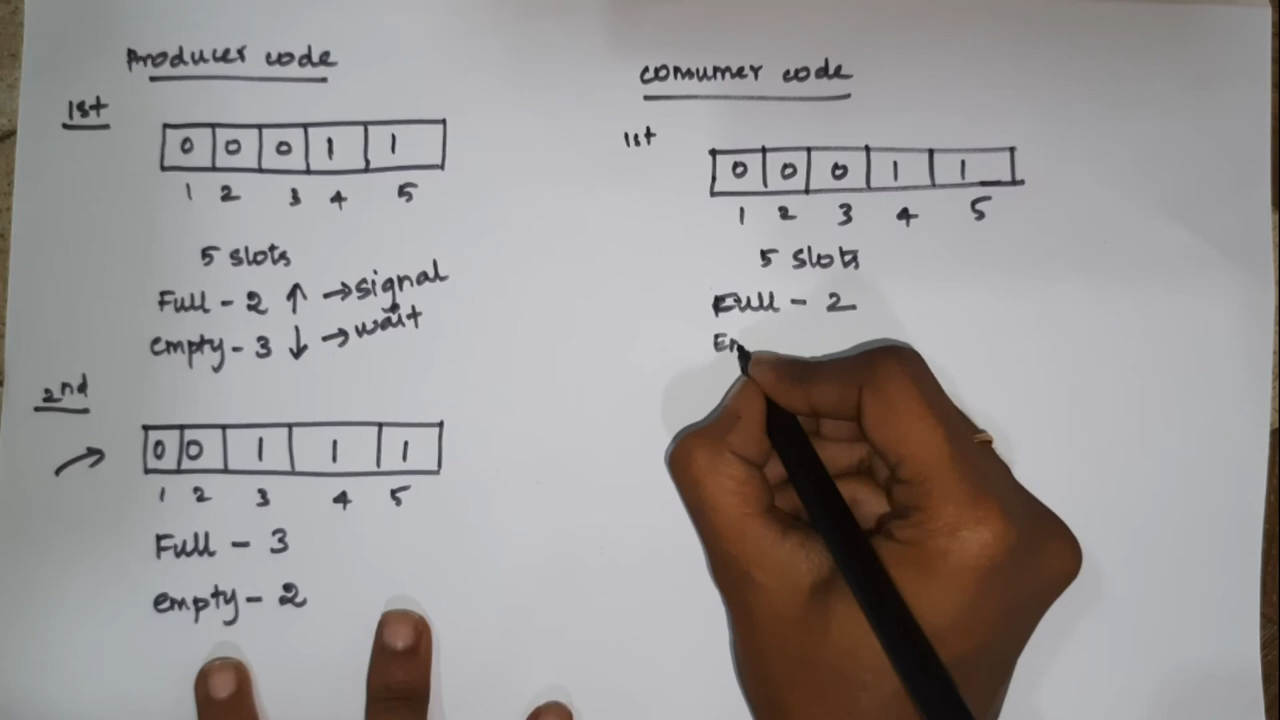 Producer code
1st
0 0 0 1 1
1 2 3 4 5
5 slots
Full - 2 ↑ → signal
empty - 3 ↓ → wait
2nd
→
0 0 1 1 1
1 2 3 4 5
Full - 3
empty - 2
consumer code
1st
0 0 0 1 1
1 2 3 4 5
5 slots
Full - 2
Em